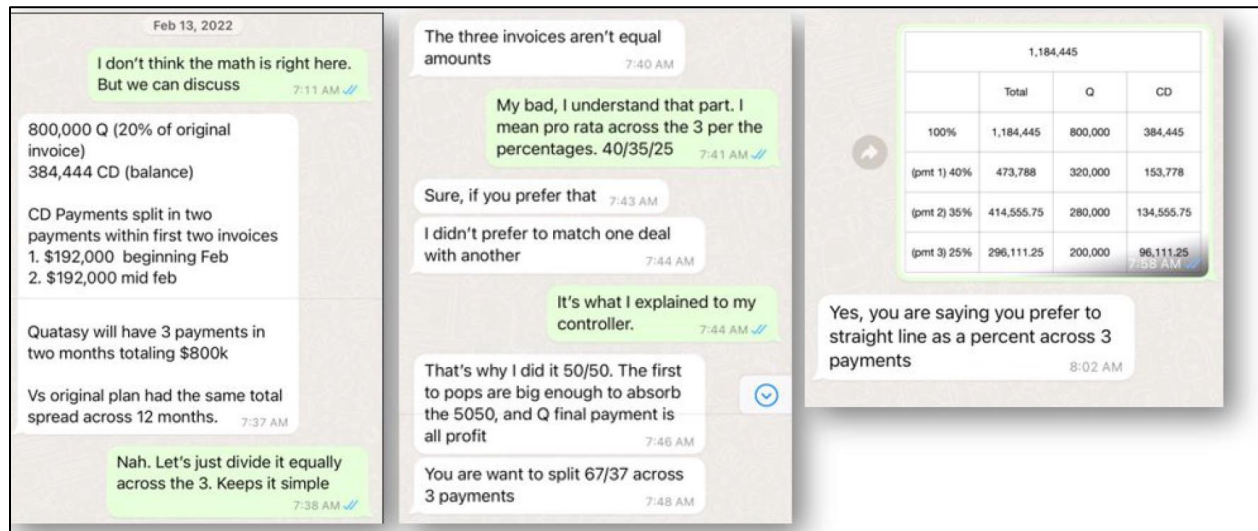 Feb 13, 2022
I don't think the math is right here.
But we can discuss
7:11 AM
800,000 Q (20% of original
invoice)
384,444 CD (balance)
CD Payments split in two
payments within first two invoices
1. $192,000 beginning Feb
2. $192,000 mid feb
Quatasy will have 3 payments in
two months totaling $800k
Vs original plan had the same total
spread across 12 months.
7:37 AM
Nah. Let's just divide it equally
across the 3. Keeps it simple
7:38 AM
The three invoices aren't equal
amounts
7:40 AM
My bad, I understand that part. I
mean pro rata across the 3 per the
percentages. 40/35/25
7:41 AM
Sure, if you prefer that
7:43 AM
I didn't prefer to match one deal
with another
7:44 AM
It's what I explained to my
controller.
7:44 AM
That's why I did it 50/50. The first
to pops are big enough to absorb
the 5050, and Q final payment is
all profit
7:46 AM
You are want to split 67/37 across
3 payments
7:48 AM
1,184,445
Total Q CD
100% 1,184,445 800,000 384,445
(pmt 1) 40% 473,788 320,000 153,778
(pmt 2) 35% 414,555.75 280,000 134,555.75
(pmt 3) 25% 296,111.25 200,000 96,111.25
7:58 AM
Yes, you are saying you prefer to
straight line as a percent across 3
payments
8:02 AM